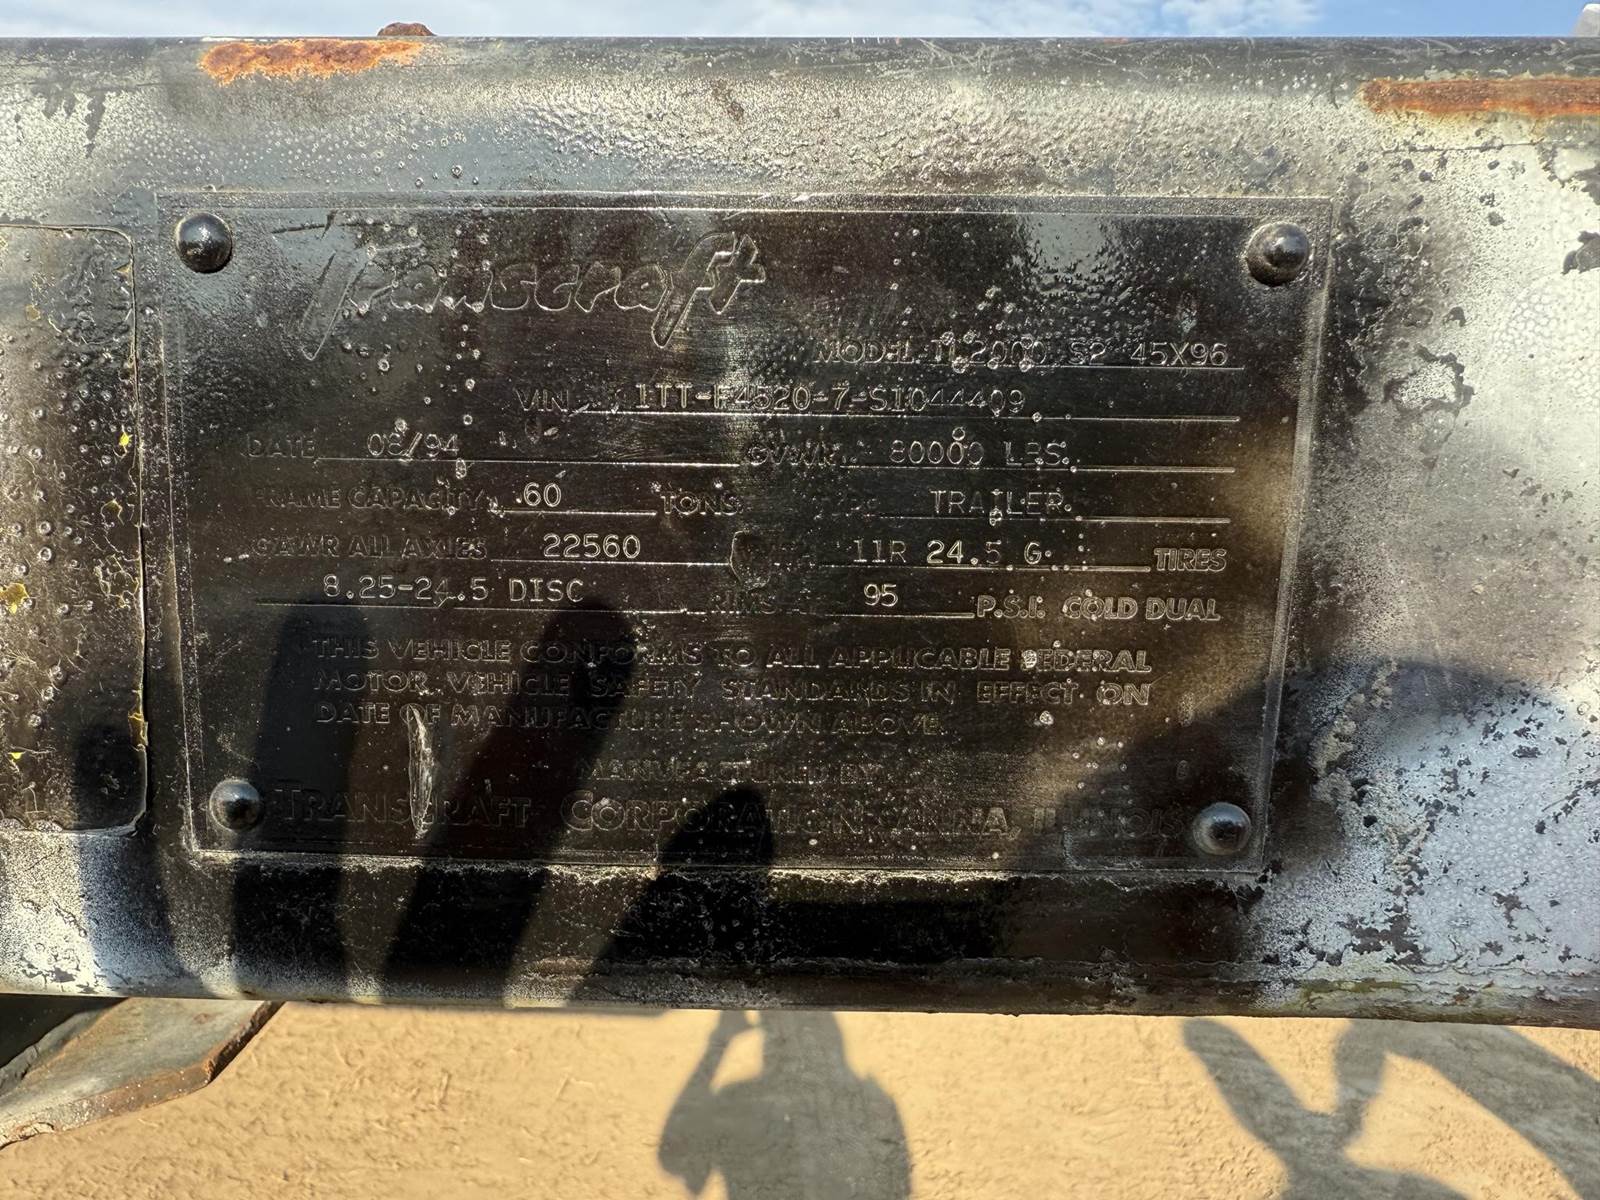 Transcraft
MODEL TL2000 S2 45X96
VIN 1TT-F4520-7-S1044409
DATE 08/94 GVWR 80000 LBS.
FRAME CAPACITY 60 TONS TRAILER
GAWR ALL AXLES 22560 11R 24.5 G TIRES
8.25-24.5 DISC RIMS AT 95 P.S.I. COLD DUAL
THIS VEHICLE CONFORMS TO ALL APPLICABLE FEDERAL
MOTOR VEHICLE SAFETY STANDARDS IN EFFECT ON
DATE OF MANUFACTURE SHOWN ABOVE.
MANUFACTURED BY
TRANSCRAFT CORPORATION ANNA, ILLINOIS